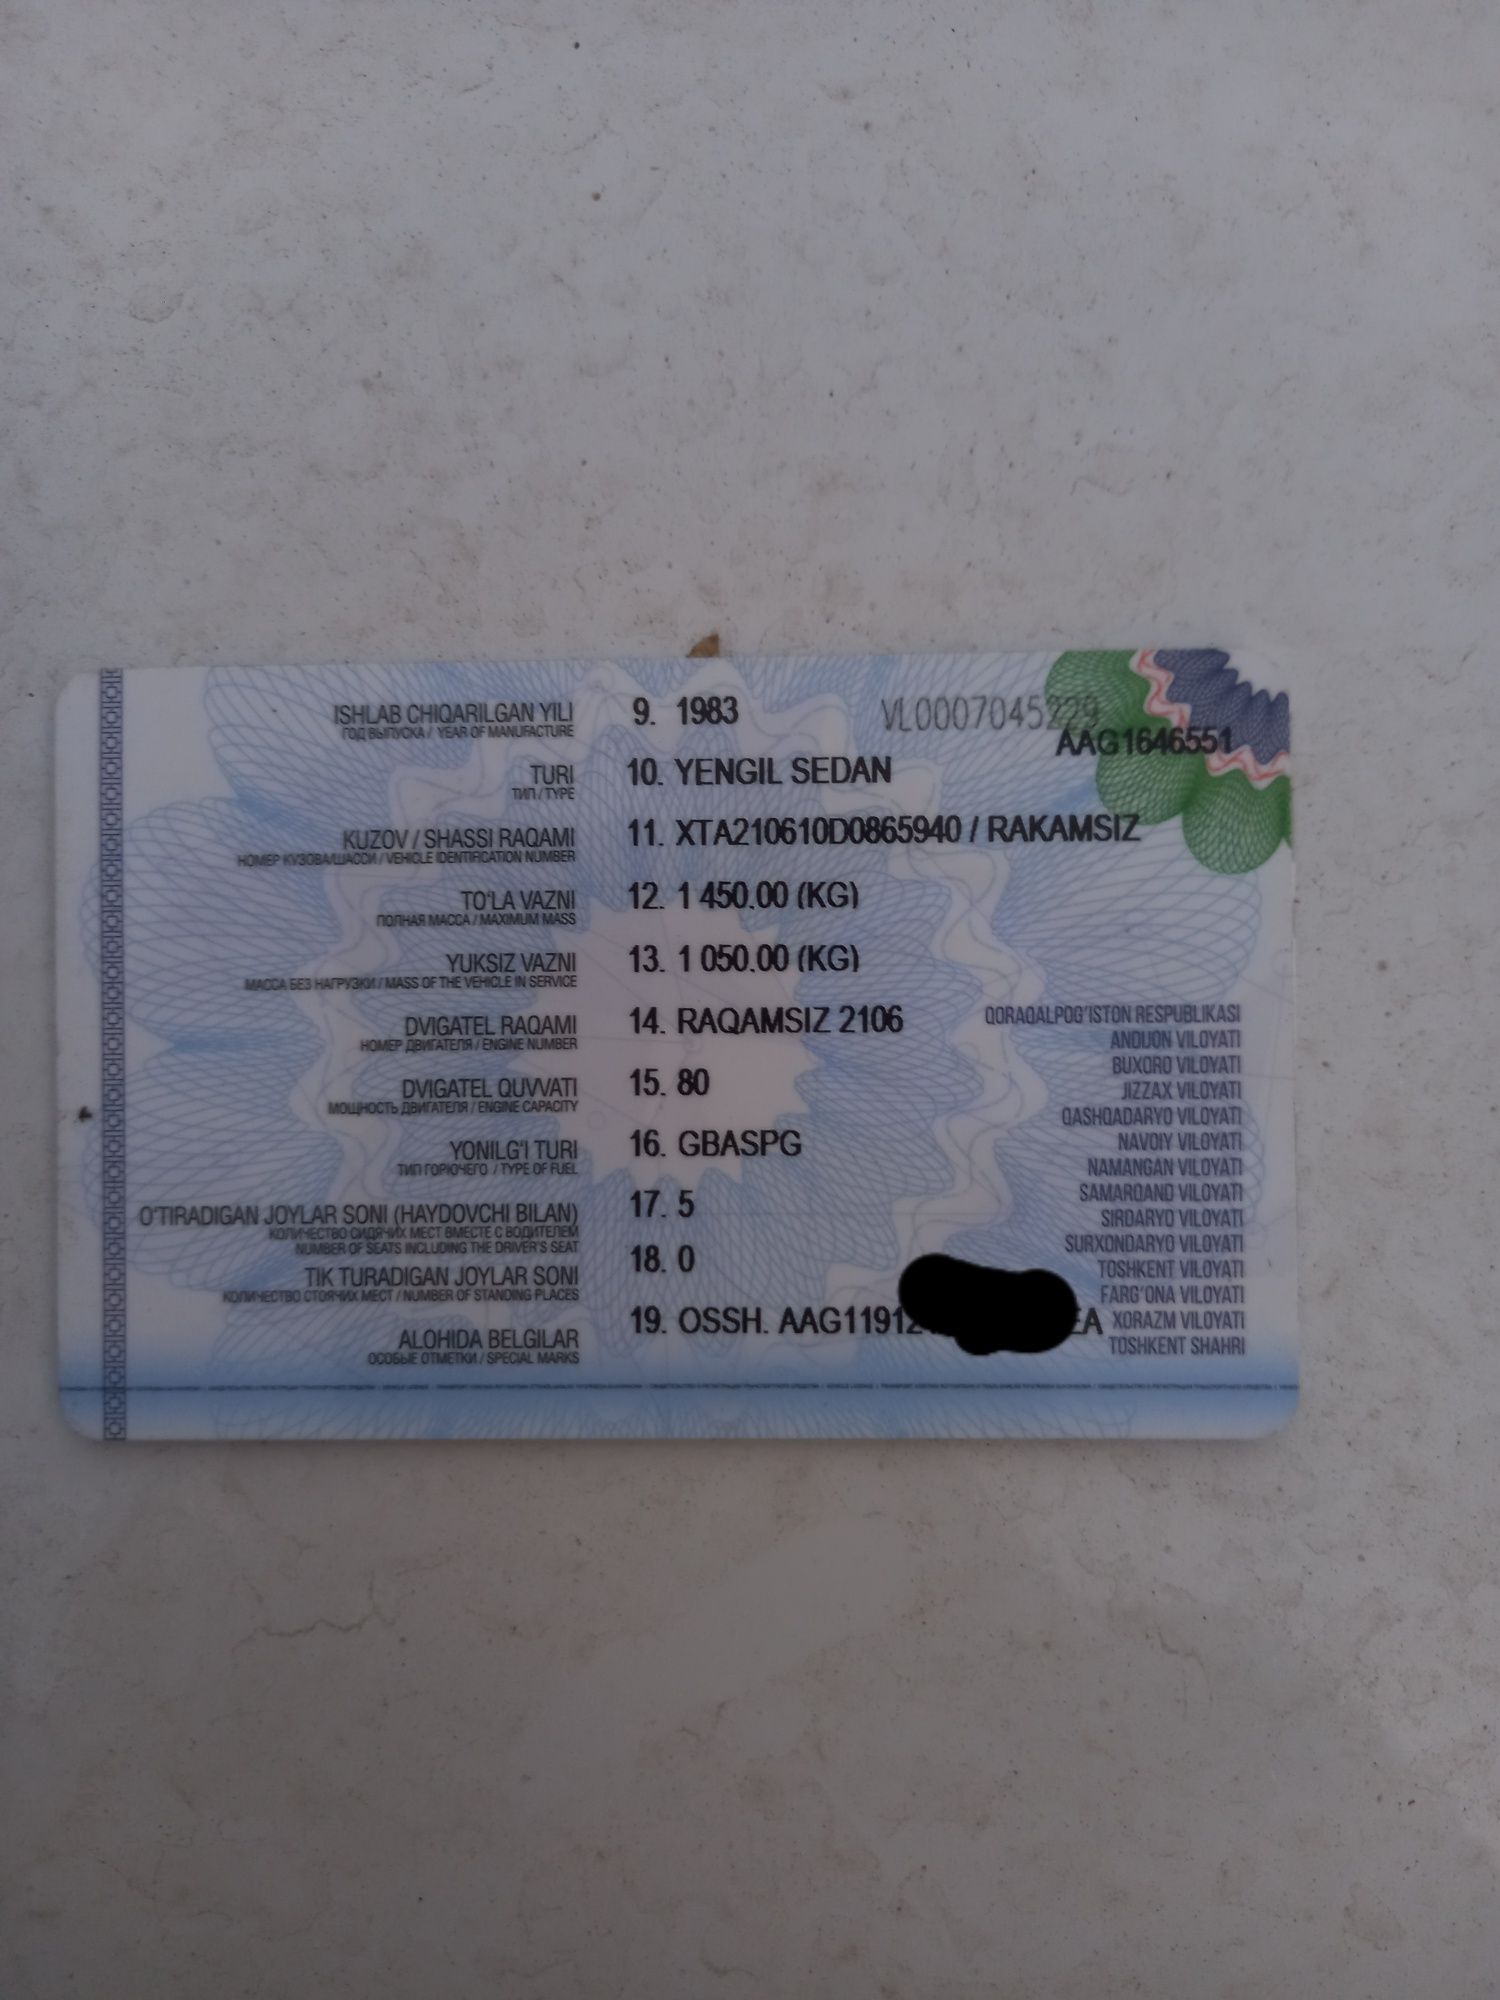 ISHLAB CHIQARILGAN YILI 9. 1983 VL0007045229
ГОД ВЫПУСКА / YEAR OF MANUFACTURE AAG1646551
TURI 10. YENGIL SEDAN
ТИП / TYPE
KUZOV / SHASSI RAQAMI 11. XTA210610D0865940 / RAKAMSIZ
НОМЕР КУЗОВА/ШАССИ / VEHICLE IDENTIFICATION NUMBER
TO'LA VAZNI 12. 1 450.00 (KG)
ПОЛНАЯ МАССА / MAXIMUM MASS
YUKSIZ VAZNI 13. 1 050.00 (KG)
МАССА БЕЗ НАГРУЗКИ / MASS OF THE VEHICLE IN SERVICE
DVIGATEL RAQAMI 14. RAQAMSIZ 2106
НОМЕР ДВИГАТЕЛЯ / ENGINE NUMBER
DVIGATEL QUVVATI 15. 80
МОЩНОСТЬ ДВИГАТЕЛЯ / ENGINE CAPACITY
YONILG'I TURI 16. GBASPG
ТИП ГОРЮЧЕГО / TYPE OF FUEL
O'TIRADIGAN JOYLAR SONI (HAYDOVCHI BILAN) 17. 5
КОЛИЧЕСТВО СИДЯЧИХ МЕСТ ВМЕСТЕ С ВОДИТЕЛЕМ
NUMBER OF SEATS INCLUDING THE DRIVER'S SEAT
TIK TURADIGAN JOYLAR SONI 18. 0
КОЛИЧЕСТВО СТОЯЧИХ МЕСТ / NUMBER OF STANDING PLACES
ALOHIDA BELGILAR 19. OSSH.
ОСОБЫЕ ОТМЕТКИ / SPECIAL MARKS
QORAQALPOG'ISTON RESPUBLIKASI
ANDIJON VILOYATI
BUXORO VILOYATI
JIZZAX VILOYATI
QASHQADARYO VILOYATI
NAVOIY VILOYATI
NAMANGAN VILOYATI
SAMARQAND VILOYATI
SIRDARYO VILOYATI
SURXONDARYO VILOYATI
TOSHKENT VILOYATI
FARG'ONA VILOYATI
XORAZM VILOYATI
TOSHKENT SHAHRI